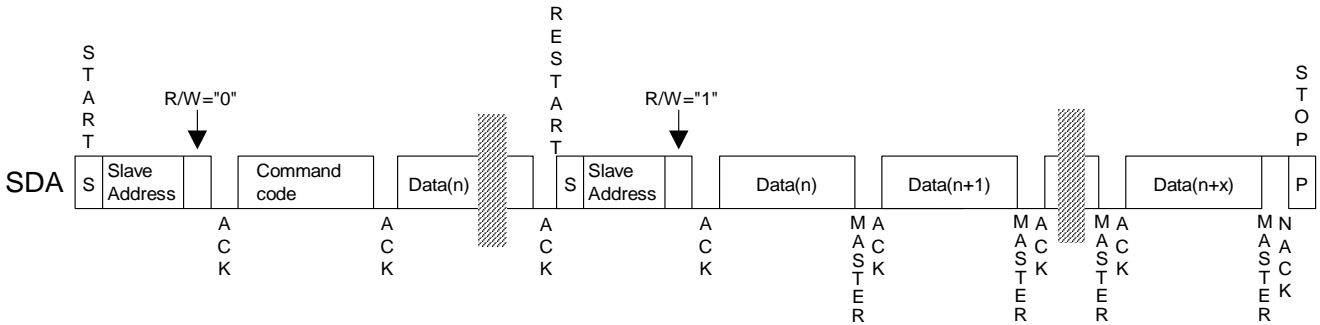 START
RESTART
STOP
R/W="0"
R/W="1"
SDA
S
Slave
Address
Command
code
Data(n)
S
Slave
Address
Data(n)
Data(n+1)
Data(n+x)
P
ACK
ACK
ACK
ACK
MASTER
ACK
MASTER
ACK
MASTER
ACK
MASTER
NACK